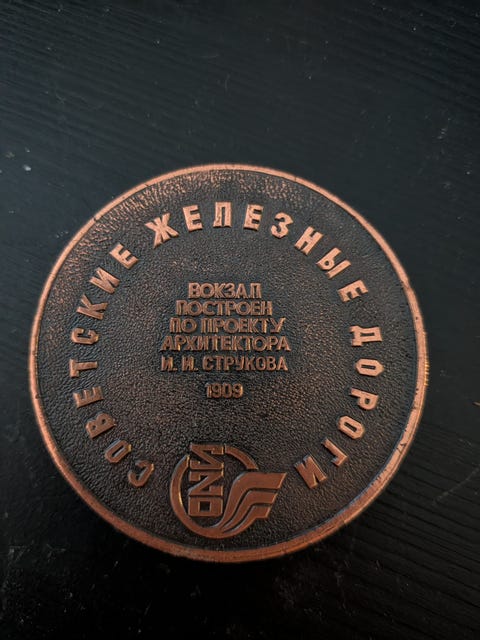 СОВЕТСКИЕ ЖЕЛЕЗНЫЕ ДОРОГИ
ВОКЗАЛ
ПОСТРОЕН
ПО ПРОЕКТУ
АРХИТЕКТОРА
И. И. СТРУКОВА
1909